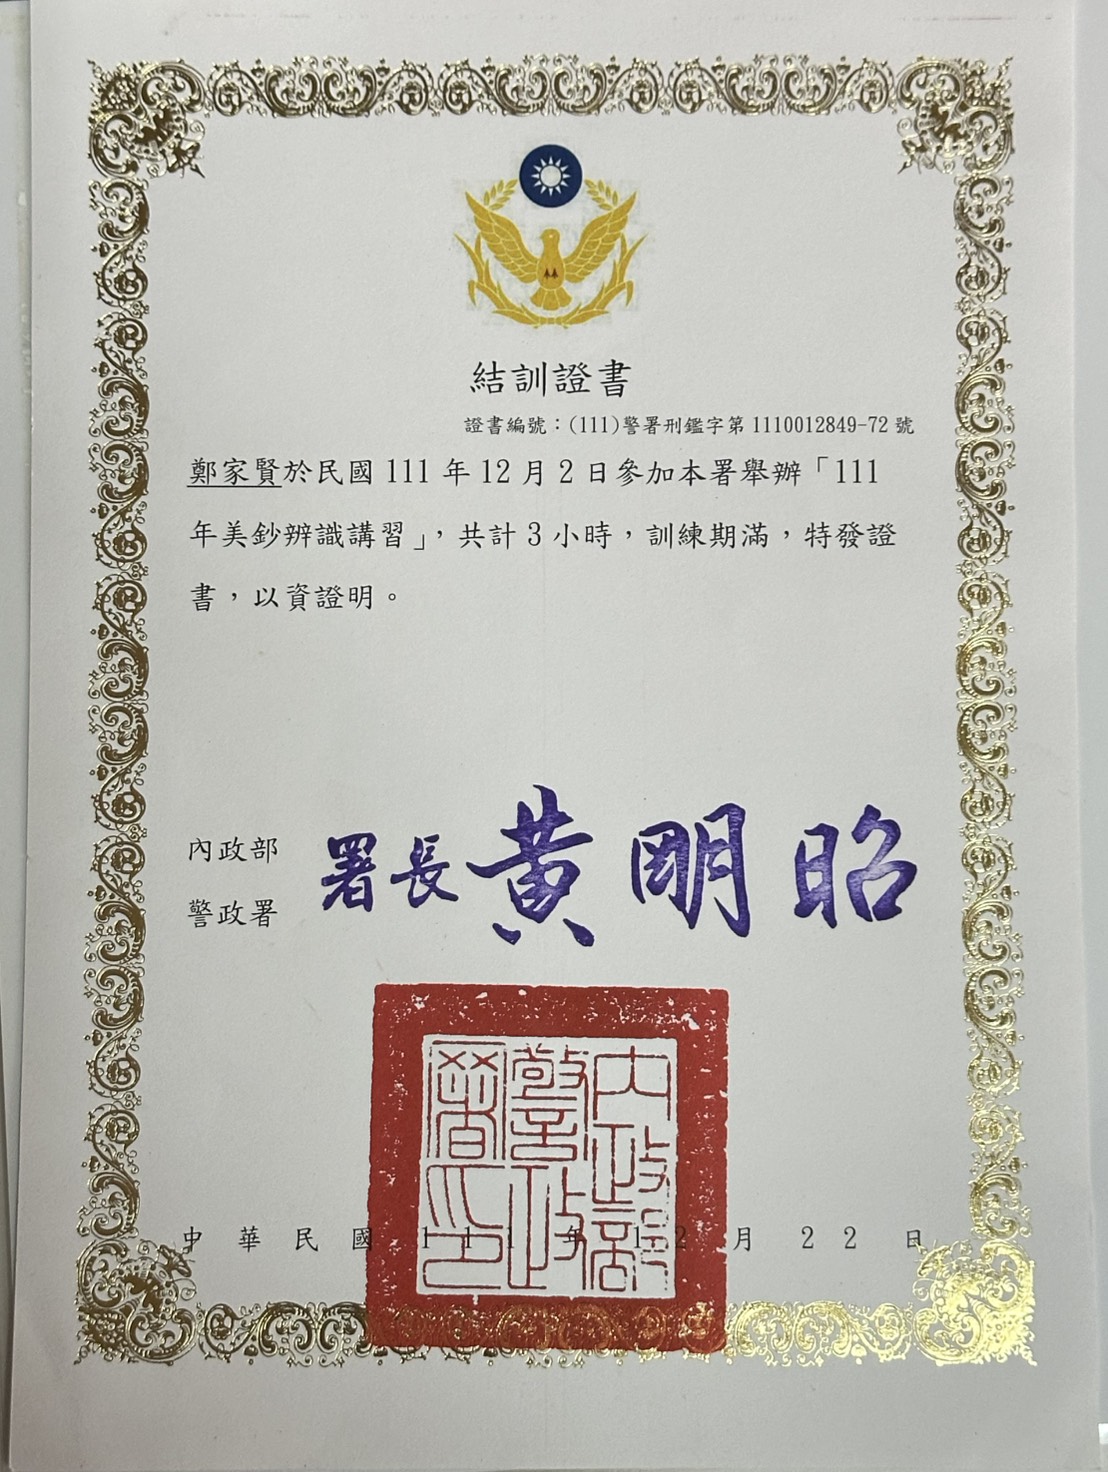 結訓證書
證書編號：(111)警署刑鑑字第1110012849-72號
鄭家賢於民國111年12月2日參加本署舉辦「111
年美鈔辨識講習」，共計3小時，訓練期滿，特發證
書，以資證明。
內政部
警政署
署長黃明昭
內政部警政署印
中華民國111年12月22日